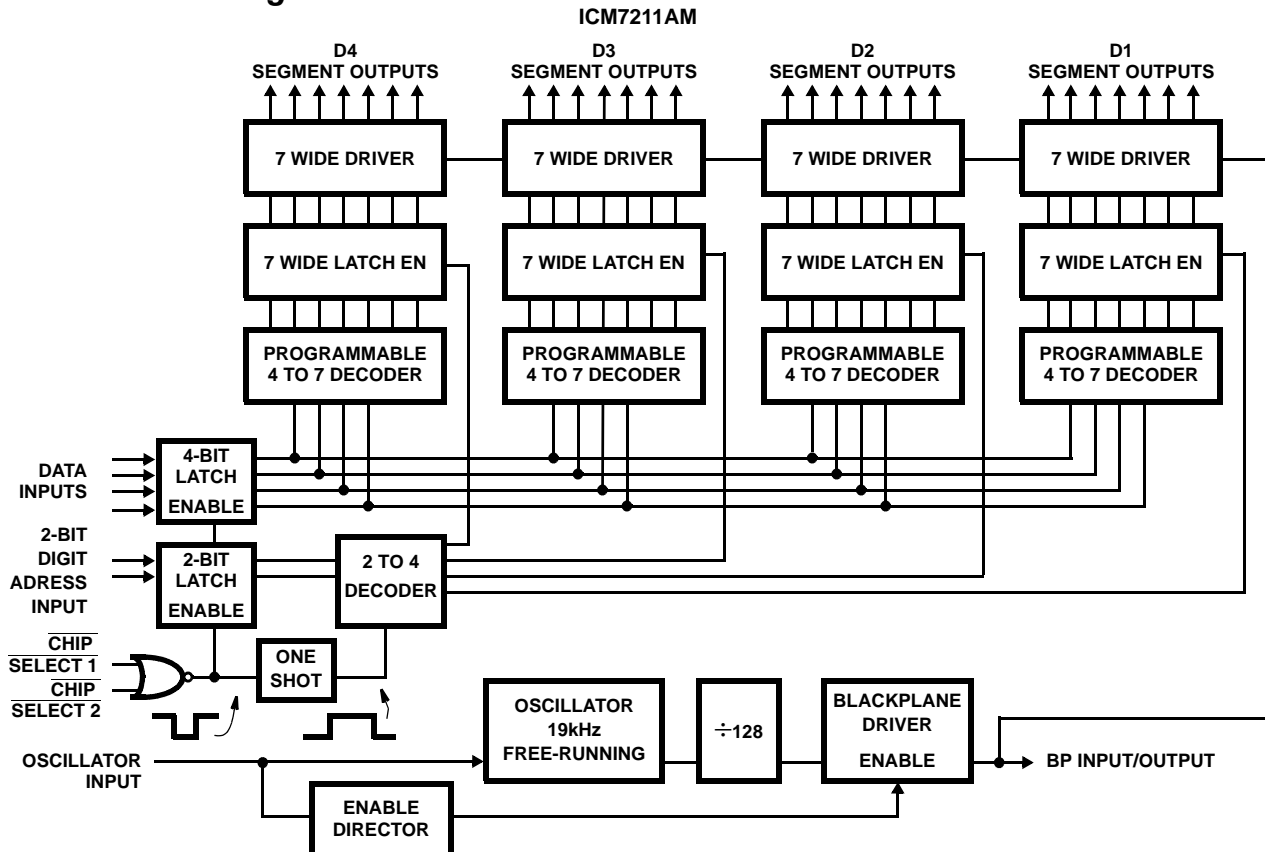 ICM7211AM
D4
SEGMENT OUTPUTS
D3
SEGMENT OUTPUTS
D2
SEGMENT OUTPUTS
D1
SEGMENT OUTPUTS
7 WIDE DRIVER
7 WIDE DRIVER
7 WIDE DRIVER
7 WIDE DRIVER
7 WIDE LATCH EN
7 WIDE LATCH EN
7 WIDE LATCH EN
7 WIDE LATCH EN
PROGRAMMABLE
4 TO 7 DECODER
PROGRAMMABLE
4 TO 7 DECODER
PROGRAMMABLE
4 TO 7 DECODER
PROGRAMMABLE
4 TO 7 DECODER
DATA
INPUTS
4-BIT
LATCH
ENABLE
2-BIT
DIGIT
ADRESS
INPUT
2-BIT
LATCH
ENABLE
2 TO 4
DECODER
CHIP
SELECT 1
CHIP
SELECT 2
ONE
SHOT
OSCILLATOR
19kHz
FREE-RUNNING
÷128
BLACKPLANE
DRIVER
ENABLE
BP INPUT/OUTPUT
OSCILLATOR
INPUT
ENABLE
DIRECTOR